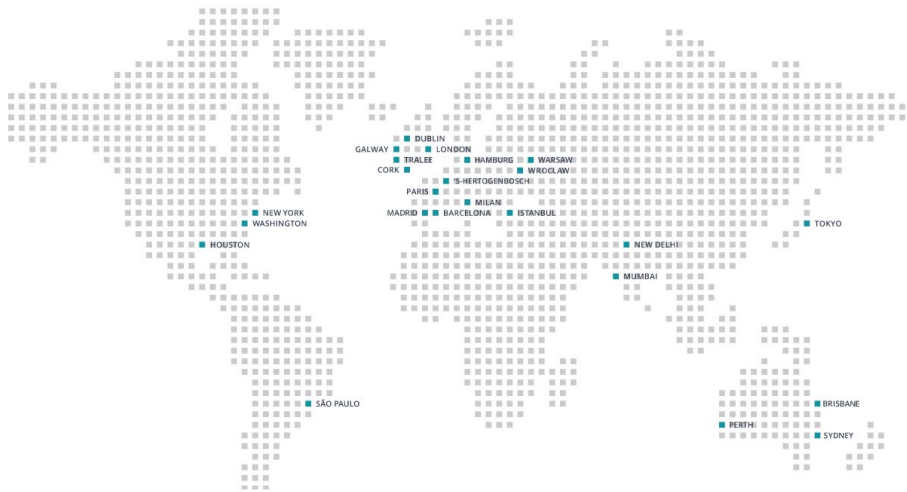 DUBLIN
GALWAY
LONDON
TRALEE
HAMBURG
WARSAW
CORK
WROCLAW
'S-HERTOGENBOSCH
PARIS
MILAN
NEW YORK
MADRID
BARCELONA
ISTANBUL
WASHINGTON
TOKYO
HOUSTON
NEW DELHI
MUMBAI
SÃO PAULO
BRISBANE
PERTH
SYDNEY